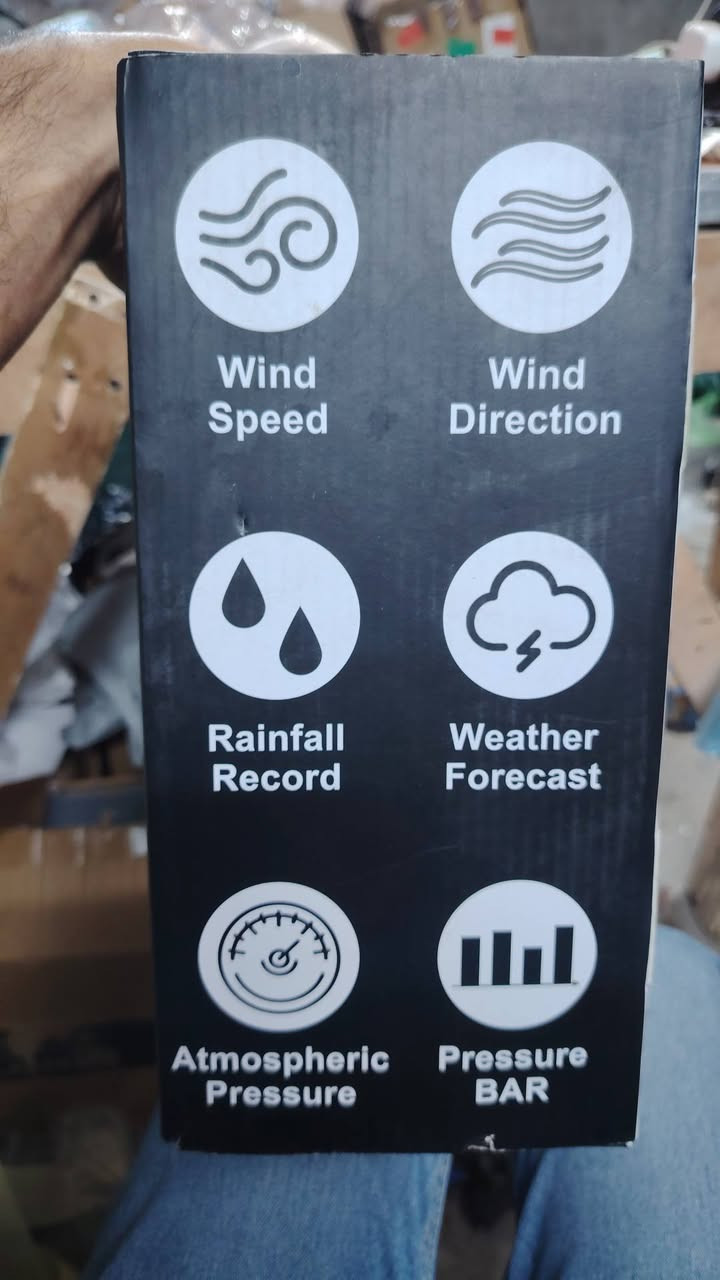 Wind
Speed
Wind
Direction
Rainfall
Record
Weather
Forecast
Atmospheric
Pressure
Pressure
BAR